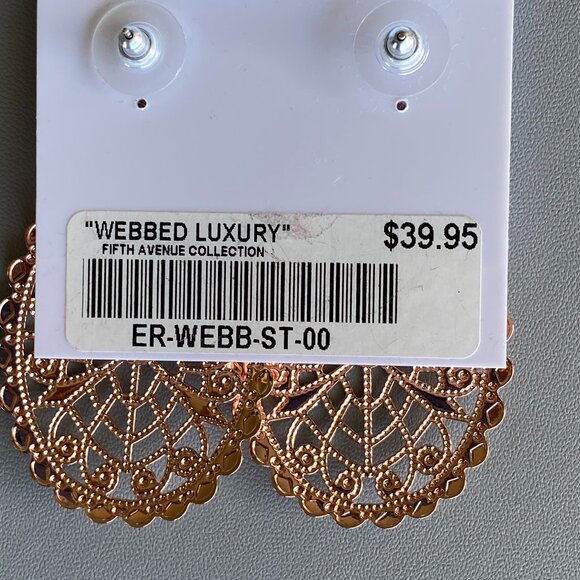 "WEBBED LUXURY" $39.95
FIFTH AVENUE COLLECTION
ER-WEBB-ST-00